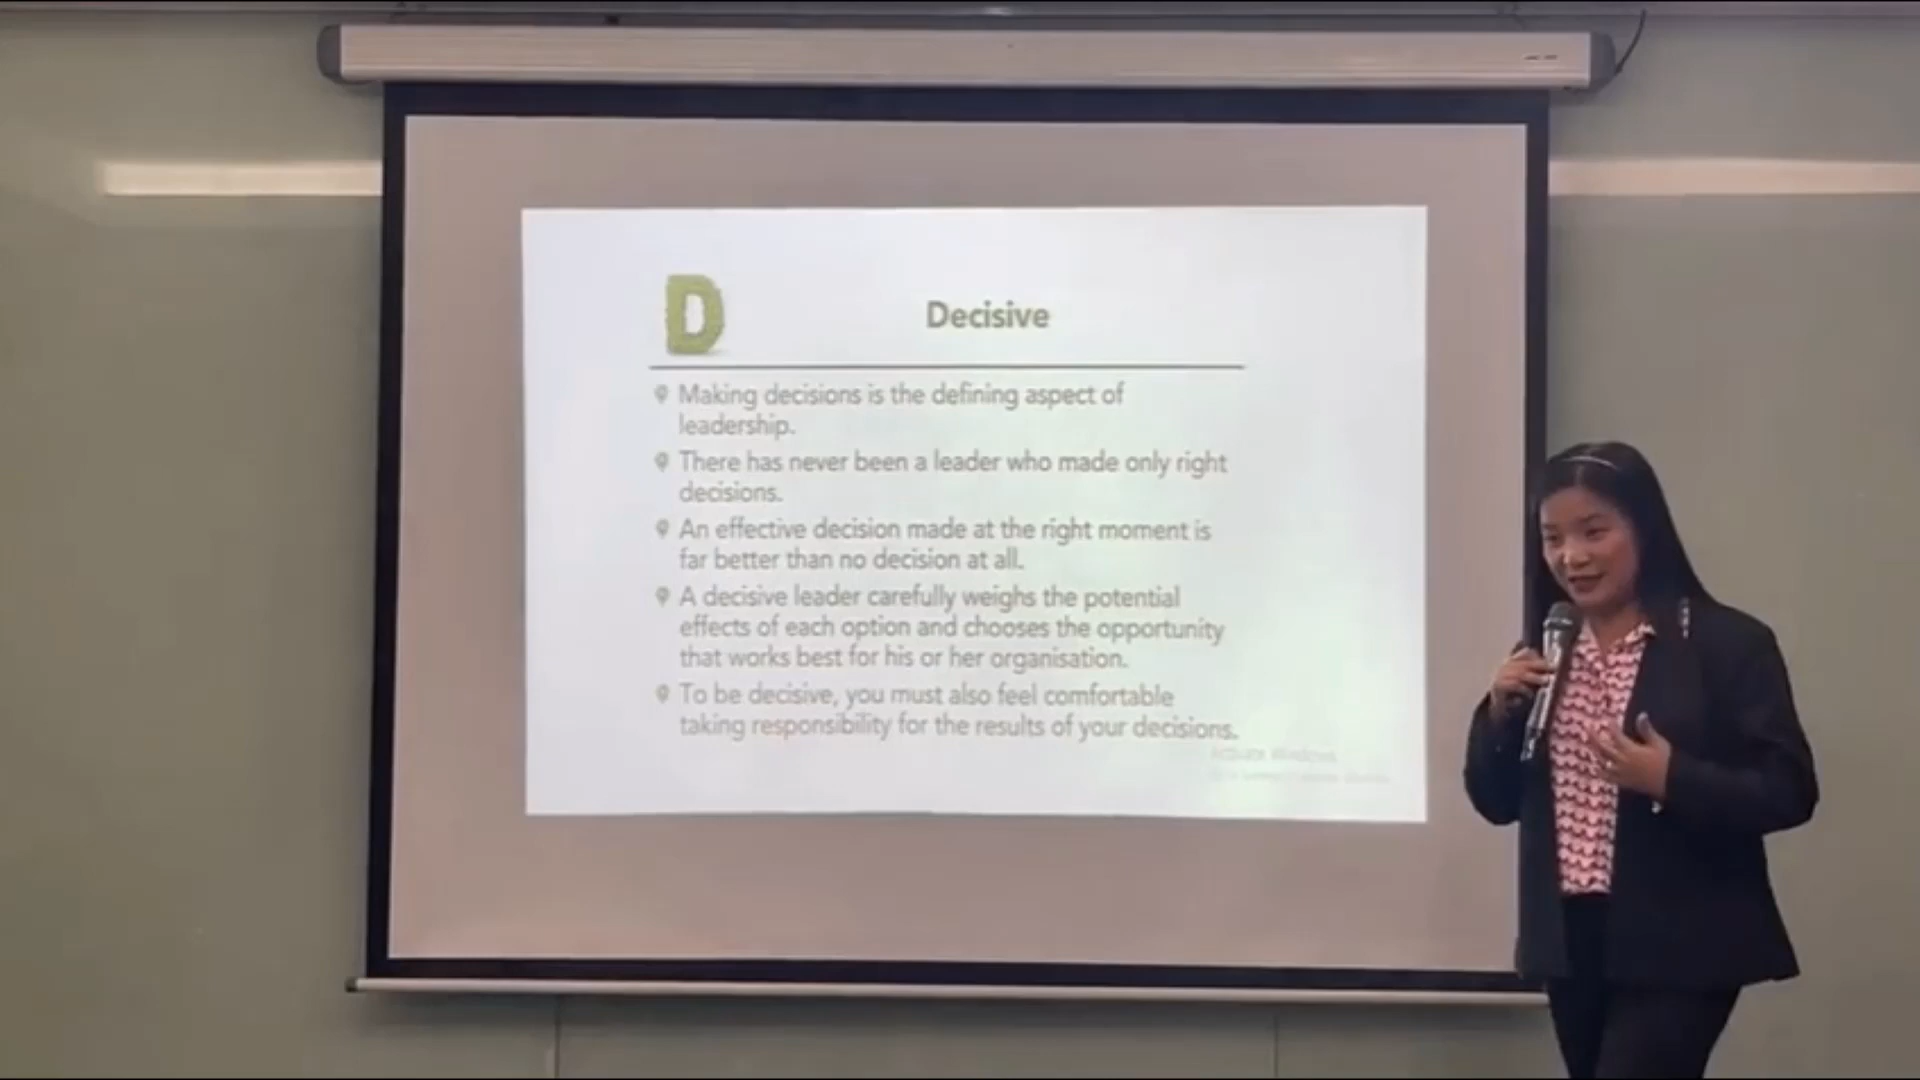 D
Decisive
Making decisions is the defining aspect of
leadership.
There has never been a leader who made only right
decisions.
An effective decision made at the right moment is
far better than no decision at all.
A decisive leader carefully weighs the potential
effects of each option and chooses the opportunity
that works best for his or her organisation.
To be decisive, you must also feel comfortable
taking responsibility for the results of your decisions.
Activate Windows